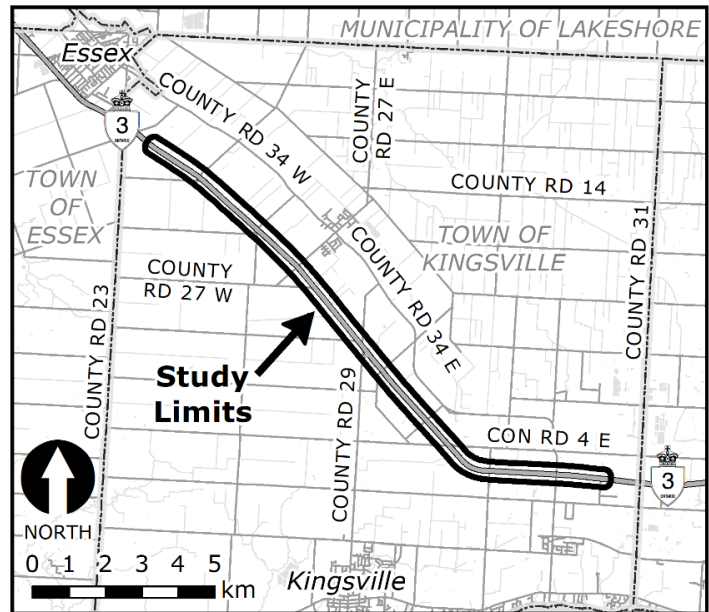 MUNICIPALITY OF LAKESHORE
Essex
3
ONTARIO
COUNTY RD 34 W
COUNTY
RD 27 E
COUNTY RD 14
TOWN
OF
ESSEX
TOWN OF
KINGSVILLE
COUNTY RD 31
COUNTY
RD 27 W
COUNTY RD 34 E
COUNTY RD 23
Study
Limits
COUNTY RD 29
CON RD 4 E
3
ONTARIO
NORTH
0 1 2 3 4 5
km
Kingsville